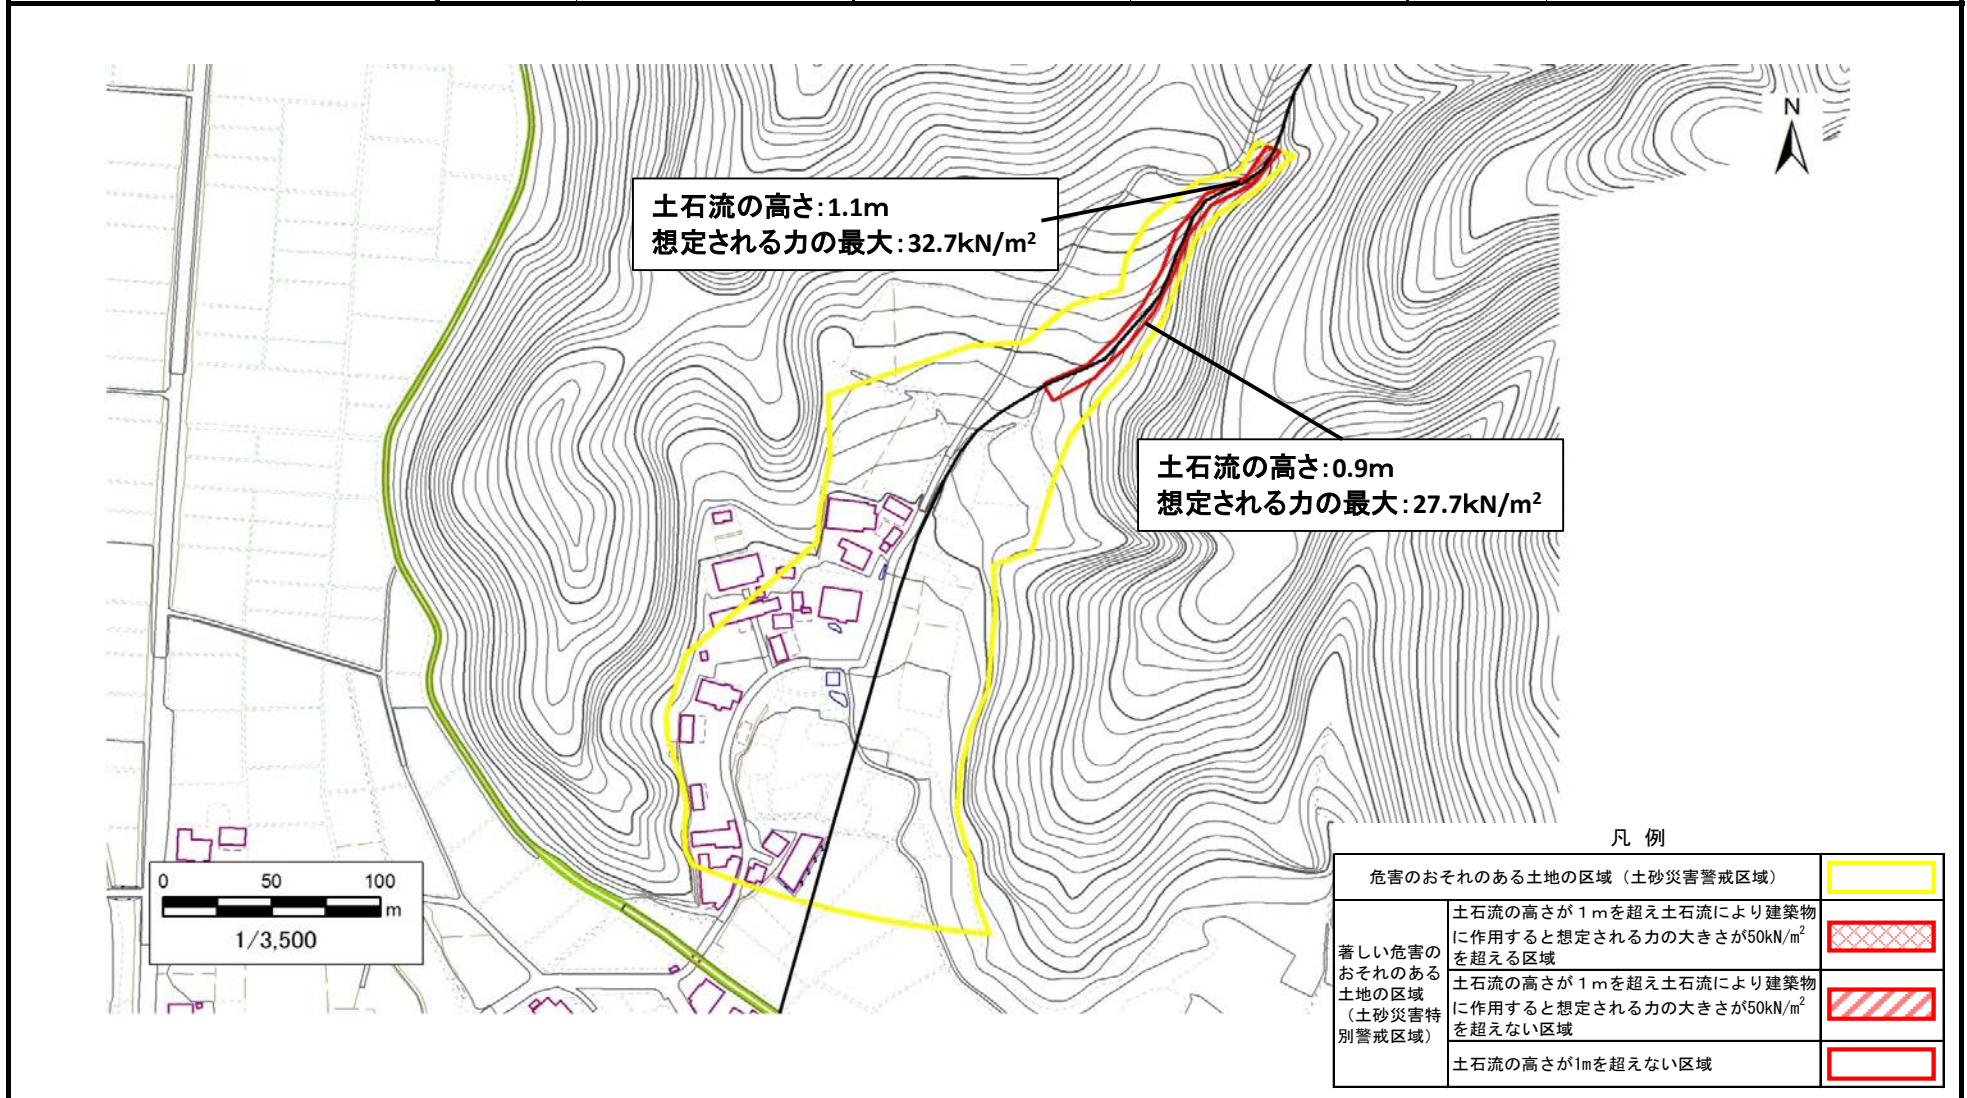 N
土石流の高さ:1.1m
想定される力の最大:32.7kN/m²
土石流の高さ:0.9m
想定される力の最大:27.7kN/m²
0 50 100
m
1/3,500
凡 例
危害のおそれのある土地の区域（土砂災害警戒区域）
著しい危害の
おそれのある
土地の区域
（土砂災害特
別警戒区域）
土石流の高さが１ｍを超え土石流により建築物
に作用すると想定される力の大きさが50kN/m²
を超える区域
土石流の高さが１ｍを超え土石流により建築物
に作用すると想定される力の大きさが50kN/m²
を超えない区域
土石流の高さが1mを超えない区域